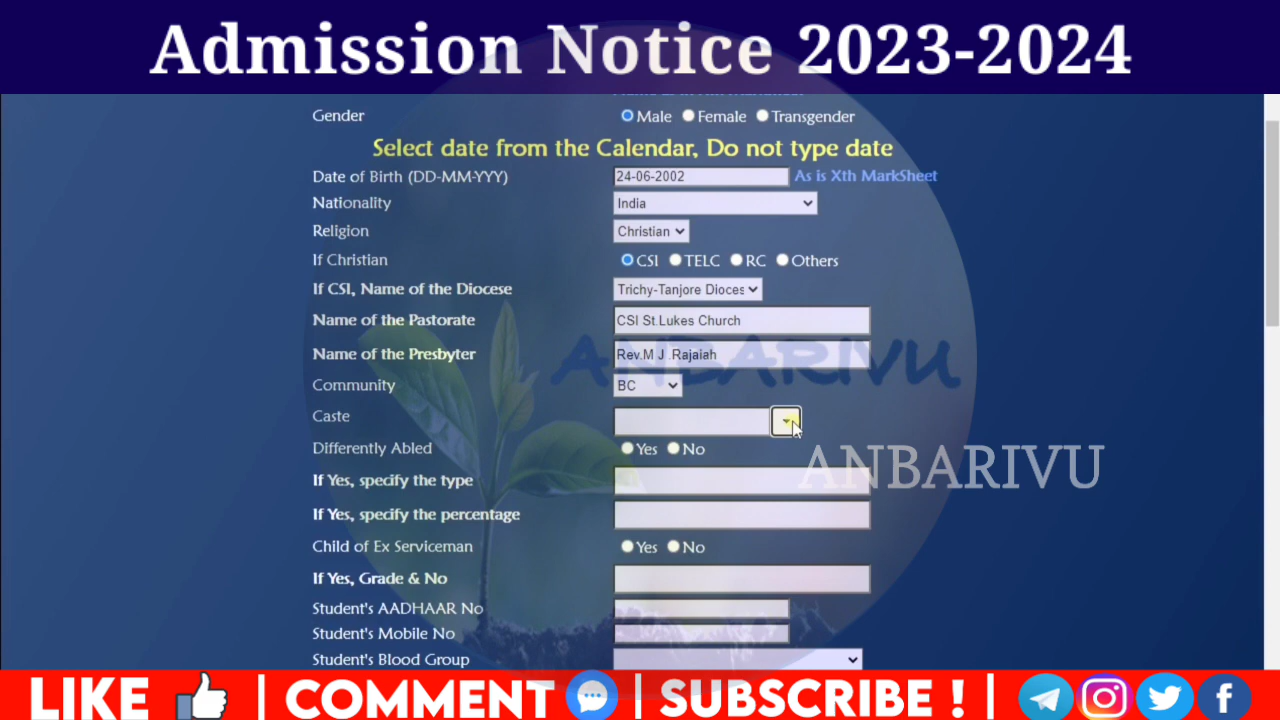 Admission Notice 2023-2024
Gender Male Female Transgender
Select date from the Calendar, Do not type date
Date of Birth (DD-MM-YYY) 24-06-2002 As is Xth MarkSheet
Nationality India
Religion Christian
If Christian CSI TELC RC Others
If CSI, Name of the Diocese Trichy-Tanjore Dioces
Name of the Pastorate CSI St.Lukes Church
Name of the Presbyter Rev.M J .Rajaiah
ANBARIVU
Community BC
Caste
Differently Abled Yes No
ANBARIVU
If Yes, specify the type
If Yes, specify the percentage
Child of Ex Serviceman Yes No
If Yes, Grade & No
Student's AADHAAR No
Student's Mobile No
Student's Blood Group
LIKE | COMMENT | SUBSCRIBE ! |